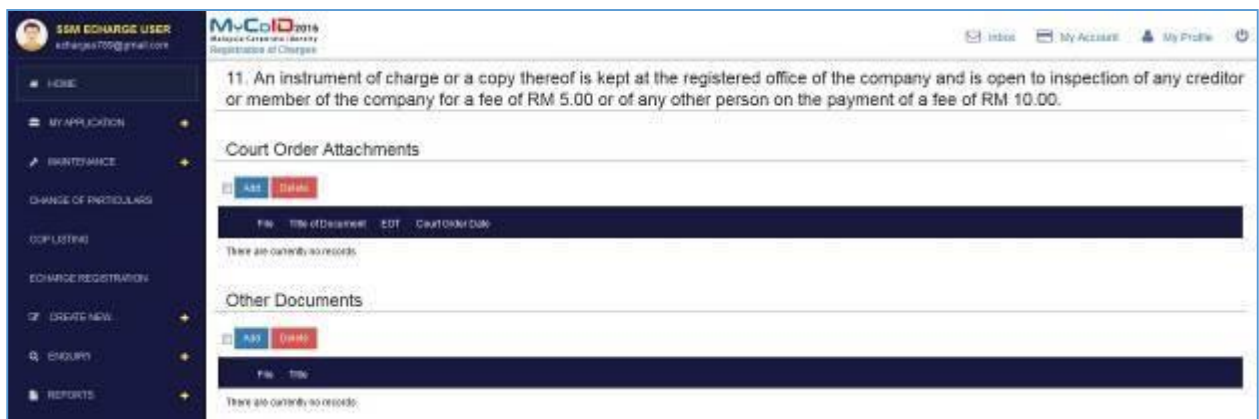 SSM ECHARGE USER
MyCoID2016
Malaysia Corporate Identity
Registration of Charges
Inbox
My Account
My Profile
HOME
MY APPLICATION
MAINTENANCE
CHANGE OF PARTICULARS
COP LISTING
ECHARGE REGISTRATION
CREATE NEW
ENQUIRY
REPORTS
11. An instrument of charge or a copy thereof is kept at the registered office of the company and is open to inspection of any creditor
or member of the company for a fee of RM 5.00 or of any other person on the payment of a fee of RM 10.00.
Court Order Attachments
Add Delete
File Title of Document EOT Court Order Date
There are currently no records.
Other Documents
Add Delete
File Title
There are currently no records.